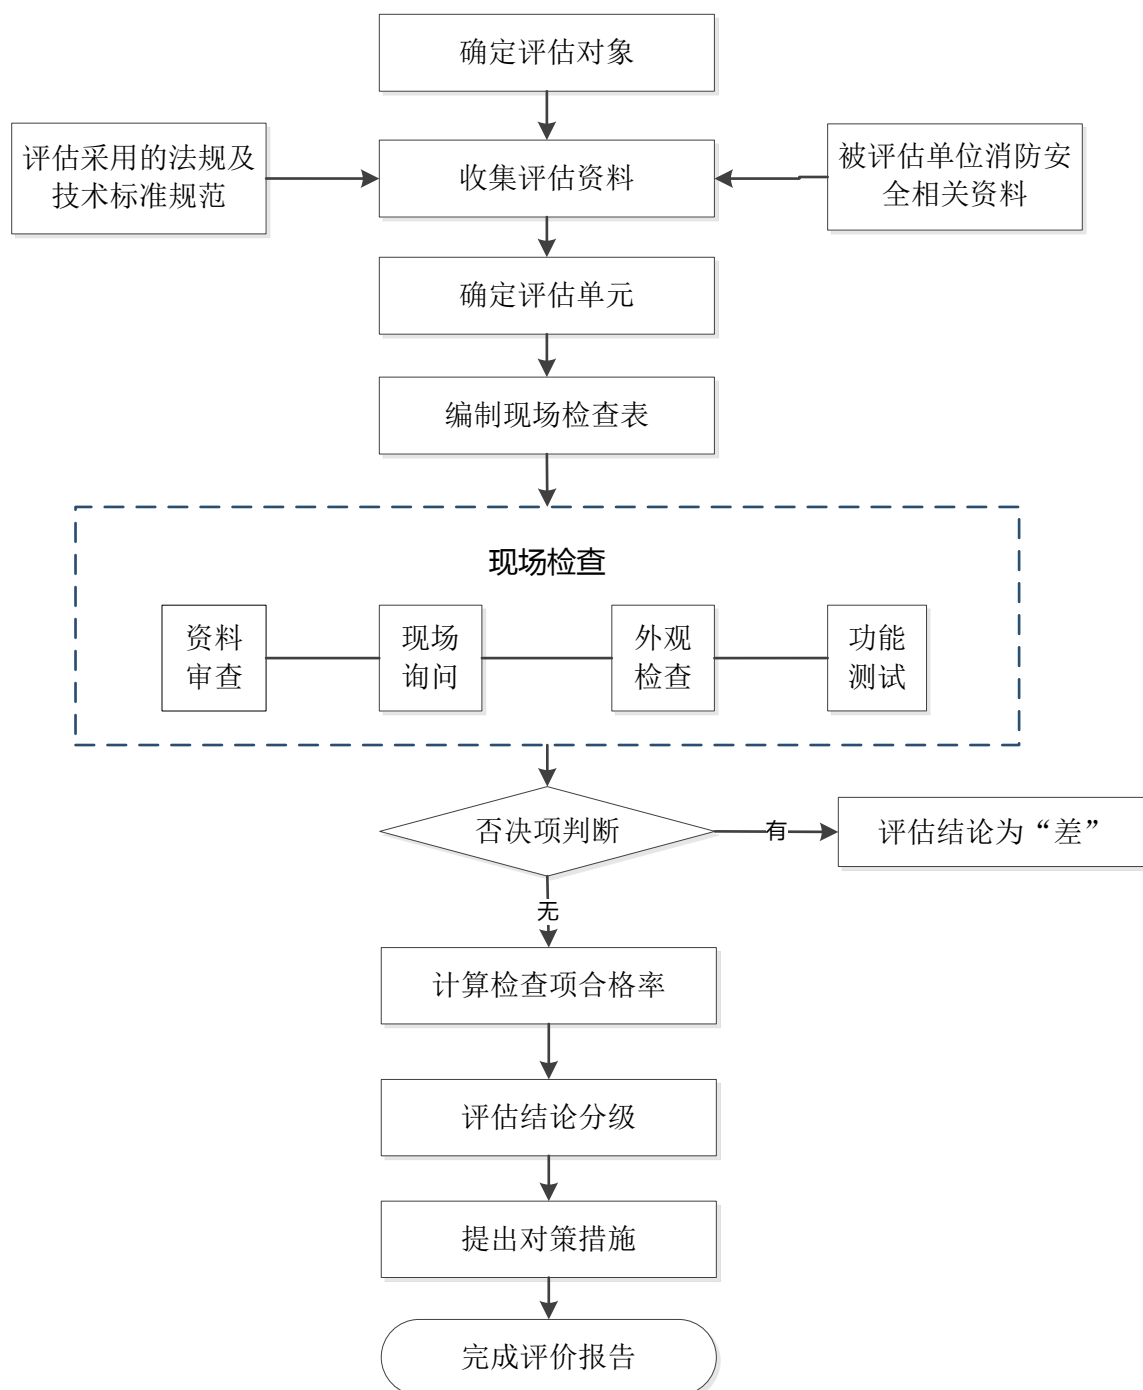 确定评估对象
评估采用的法规及
技术标准规范
收集评估资料
被评估单位消防安
全相关资料
确定评估单元
编制现场检查表
现场检查
资料
审查
现场
询问
外观
检查
功能
测试
否决项判断
有
评估结论为“差”
无
计算检查项合格率
评估结论分级
提出对策措施
完成评价报告